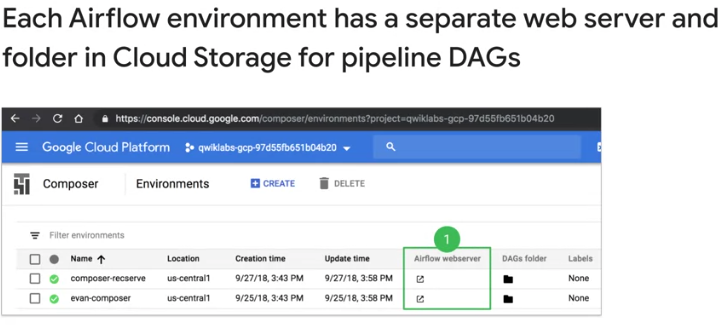 Each Airflow environment has a separate web server and
folder in Cloud Storage for pipeline DAGs
https://console.cloud.google.com/composer/environments?project=qwiklabs-gcp-97d55fb651b04b20
Google Cloud Platform qwiklabs-gcp-97d55fb651b04b20
Composer Environments CREATE DELETE
1
Filter environments
Name Location Creation time Update time Airflow webserver DAGs folder Labels
composer-recserve us-central1 9/27/18, 3:43 PM 9/27/18, 3:58 PM None
evan-composer us-central1 9/25/18, 3:43 PM 9/25/18, 3:58 PM None